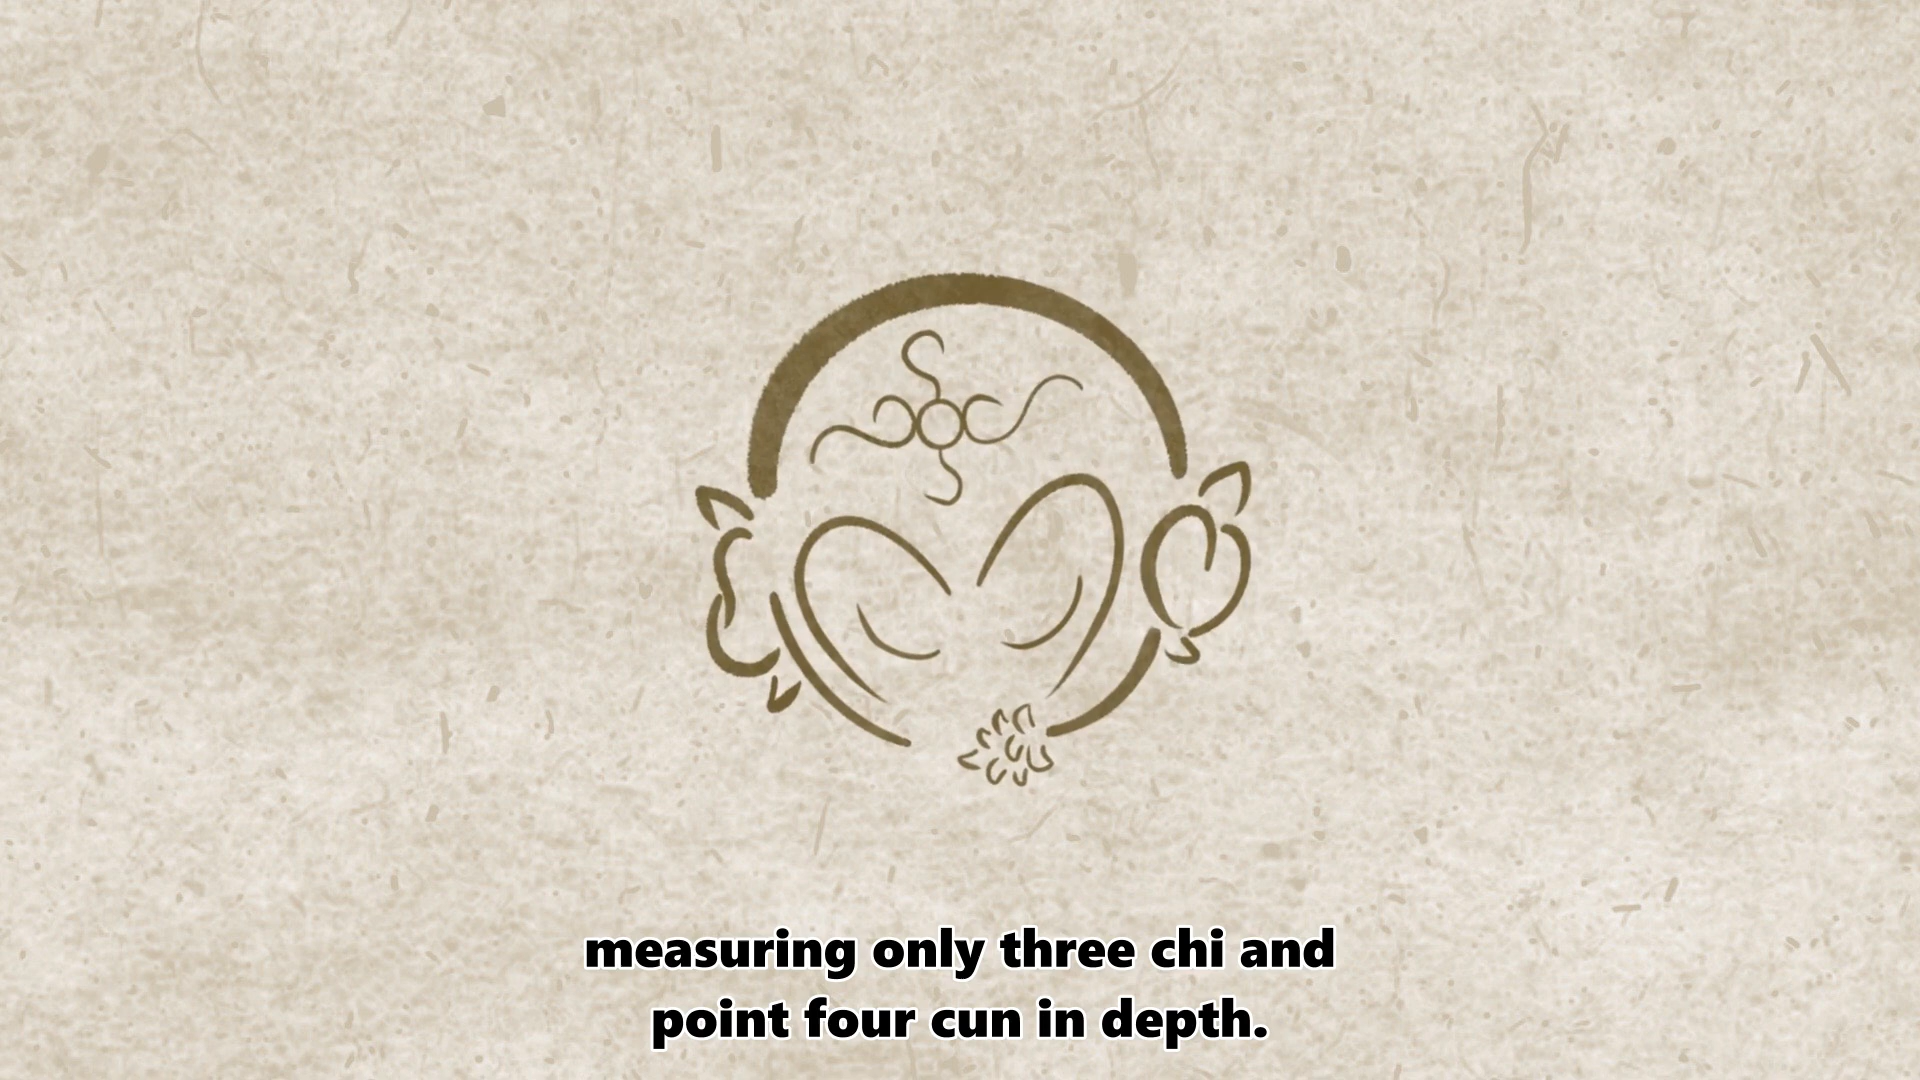 measuring only three chi and
point four cun in depth.